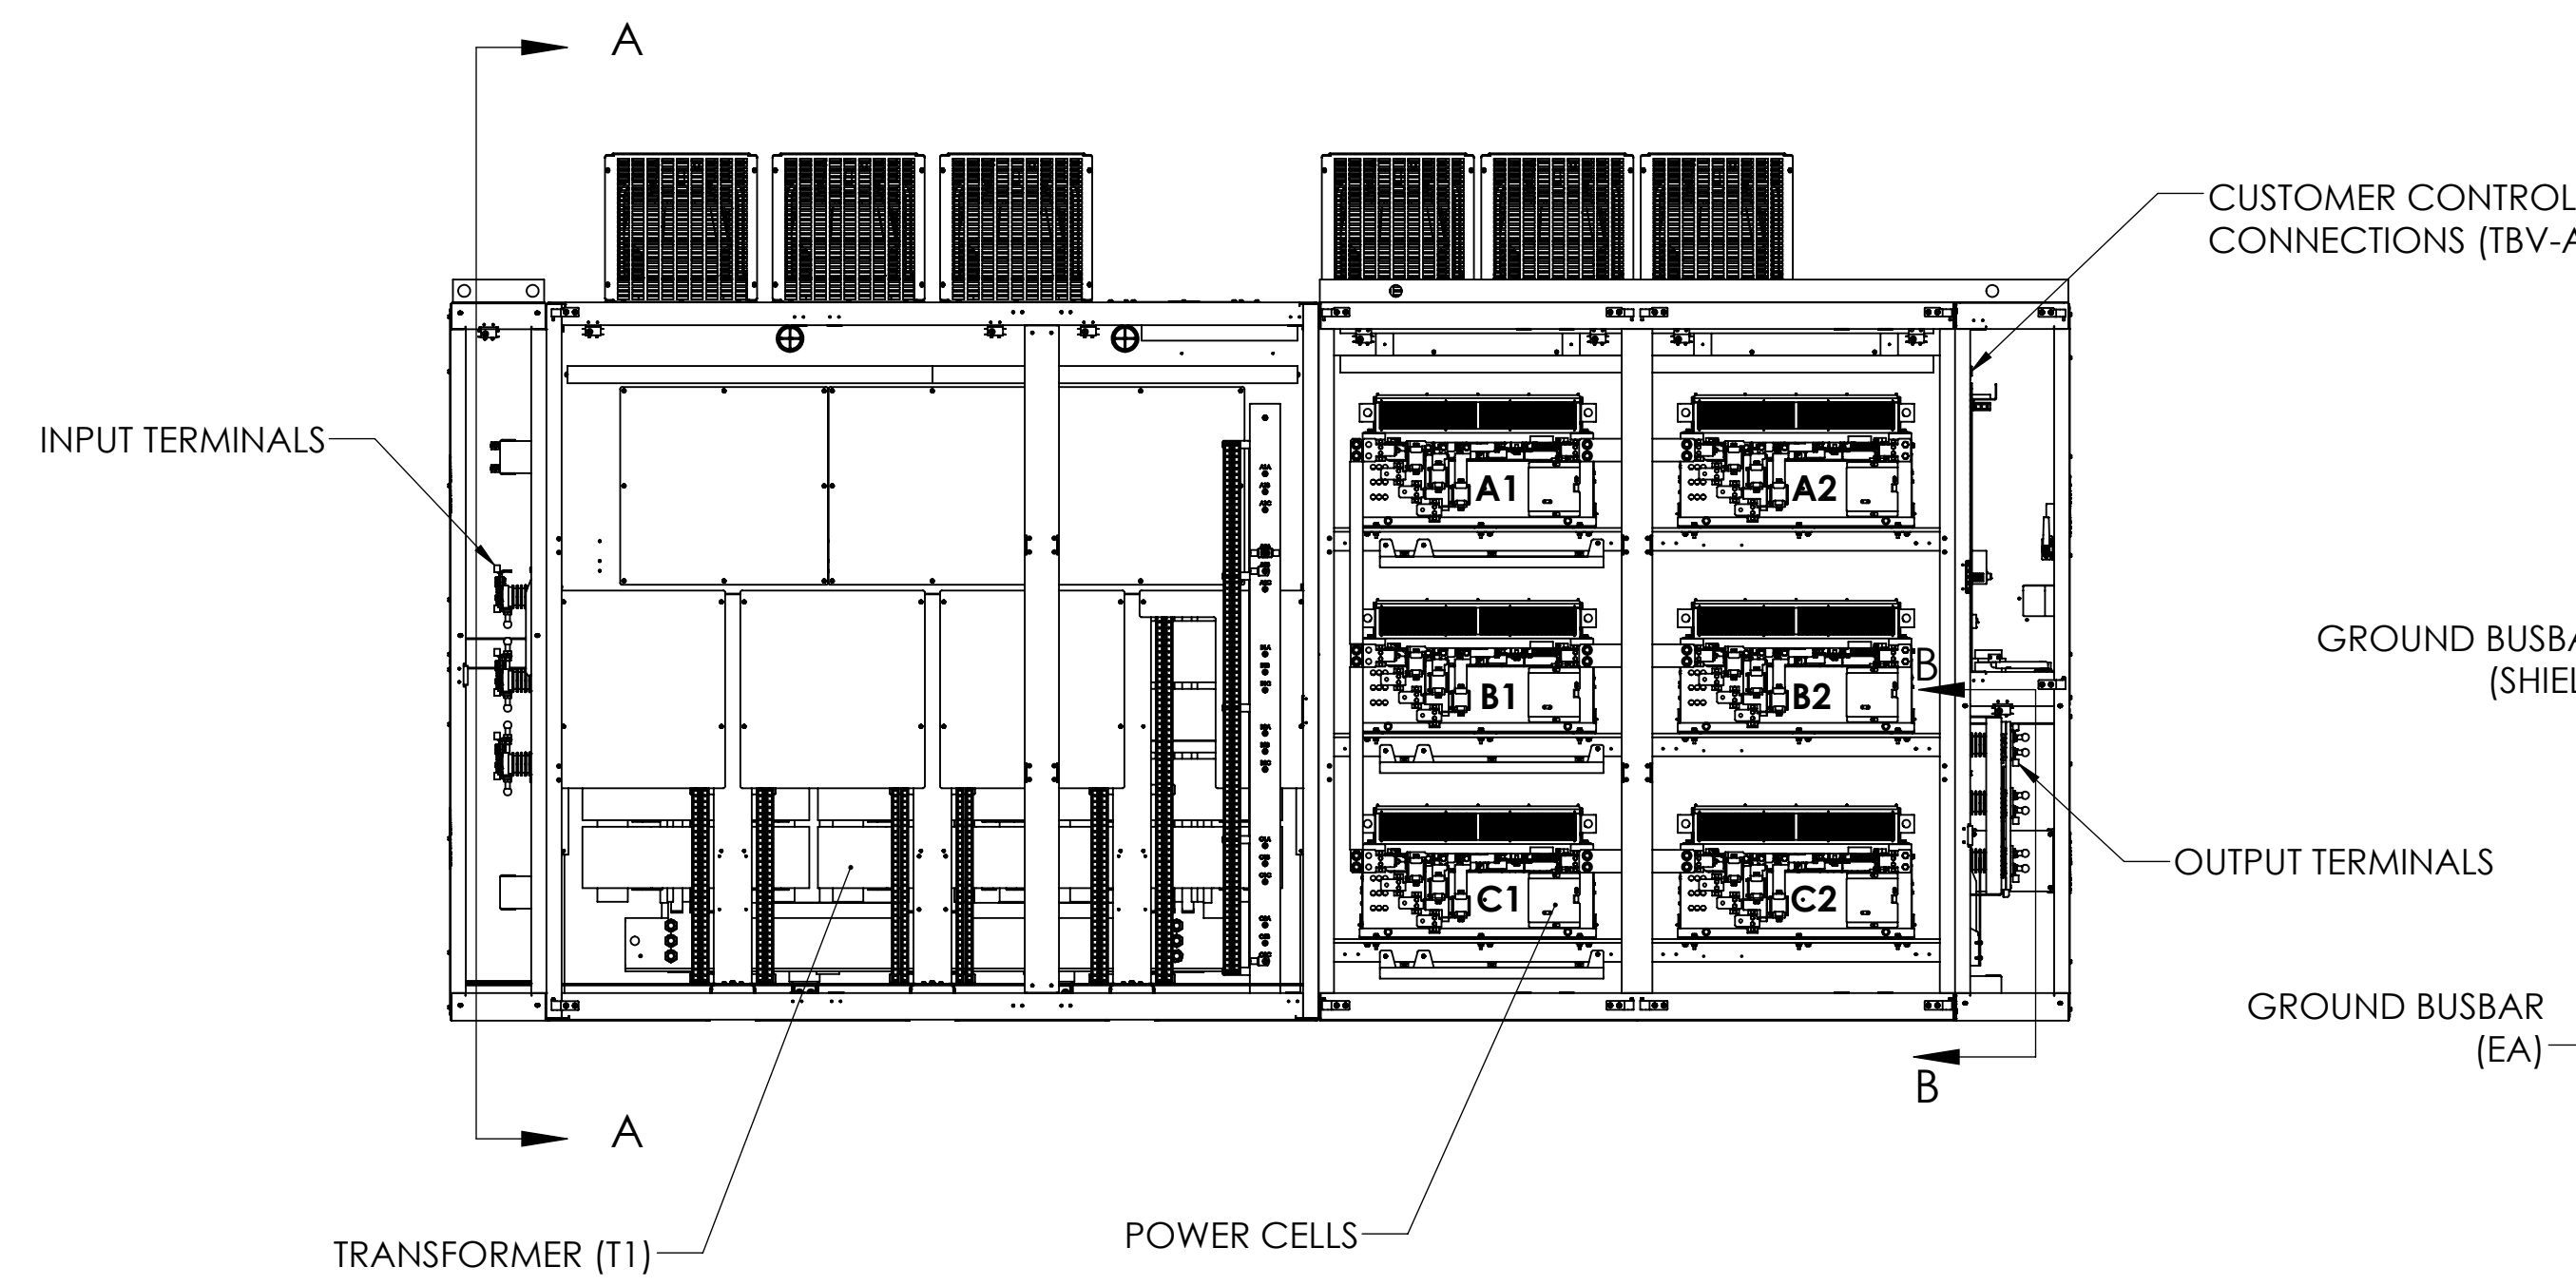 A
CUSTOMER CONTROL
CONNECTIONS (TBV-A
INPUT TERMINALS
A1
A2
GROUND BUSBA
(SHIEL
B
B1
B2
OUTPUT TERMINALS
C1
C2
GROUND BUSBAR
(EA)
B
A
POWER CELLS
TRANSFORMER (T1)